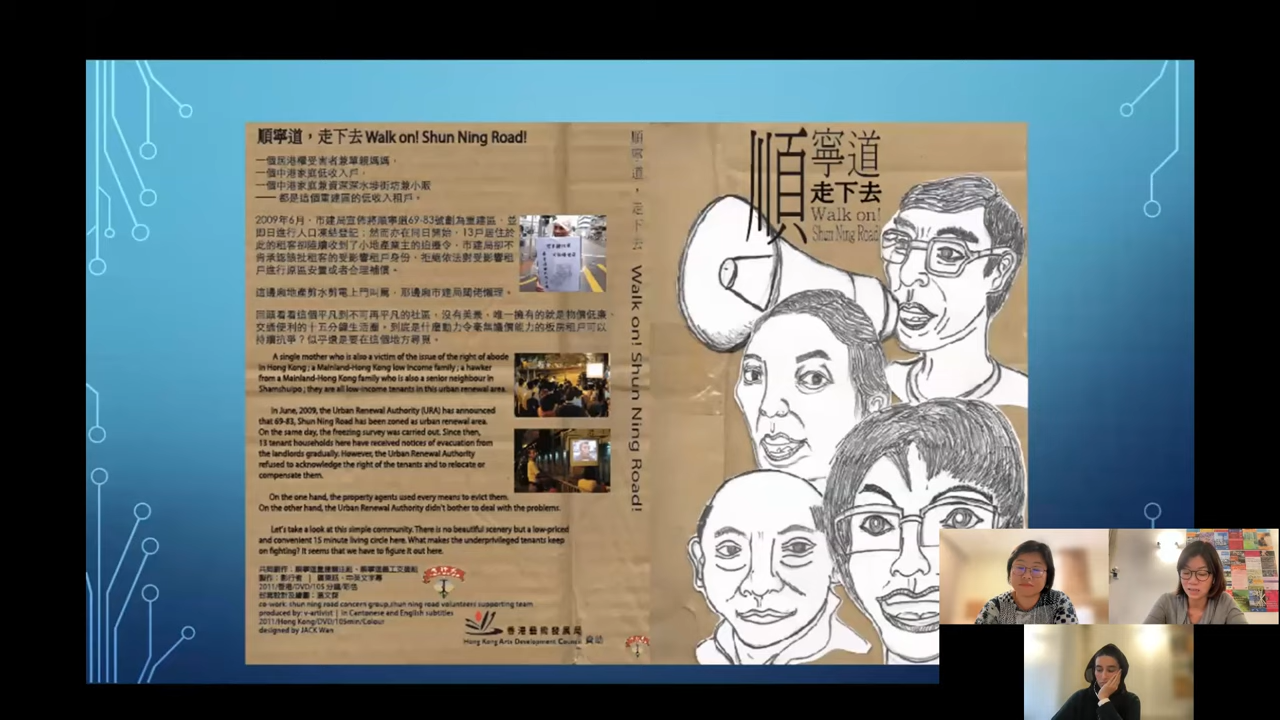 順寧道，走下去 Walk on! Shun Ning Road!
一個居港權受害者兼單親媽媽，
一個中港家庭低收入戶，
一個中港家庭兼資深深水埗街坊兼小販
—— 都是這個重建區的低收入租戶。
2009年6月，市建局宣佈將順寧道69-83號劃為重建區，並
即日進行人口凍結登記；然而亦在同日開始，13戶居住於
此的租客卻陸續收到了小地產業主的迫遷令，市建局卻不
肯承認這批租客的受影響租戶身份，拒絕依法對受影響租
戶進行原區安置或者合理補償。
這邊廂地產剪水剪電上門叫罵，那邊廂市建局闊佬懶理。
回頭看看這個平凡到不可再平凡的社區，沒有美景，唯一擁有的就是物價低廉、
交通便利的十五分鐘生活圈。到底是什麼動力令毫無議價能力的板房租戶可以
持續抗爭？似乎還是要在這個地方尋覓。
A single mother who is also a victim of the issue of the right of abode
in Hong Kong ; a Mainland-Hong Kong low income family ; a hawker
from a Mainland-Hong Kong family who is also a senior neighbour in
Shamshuipo ; they are all low-income tenants in this urban renewal area.
In June, 2009, the Urban Renewal Authority (URA) has announced
that 69-83, Shun Ning Road has been zoned as urban renewal area.
On the same day, the freezing survey was carried out. Since then,
13 tenant households here have received notices of evacuation from
the landlords gradually. However, the Urban Renewal Authority
refused to acknowledge the right of the tenants and to relocate or
compensate them.
On the one hand, the property agents used every means to evict them.
On the other hand, the Urban Renewal Authority didn't bother to deal with the problems.
Let's take a look at this simple community. There is no beautiful scenery but a low-priced
and convenient 15 minute living circle here. What makes the underprivileged tenants keep
on fighting? It seems that we have to figure it out here.
2011/香港/DVD/105分鐘/彩色
co-work: shun ning road concern group,shun ning road volunteers supporting team
produced by: v-artivist | in Cantonese and English subtitles
2011/Hong Kong/DVD/105min/Colour
designed by JACK Wan
香港藝術發展局 資助
Hong Kong Arts Development Council
順寧道，走下去 Walk on! Shun Ning Road!
順寧道
走下去
Walk on!
Shun Ning Road